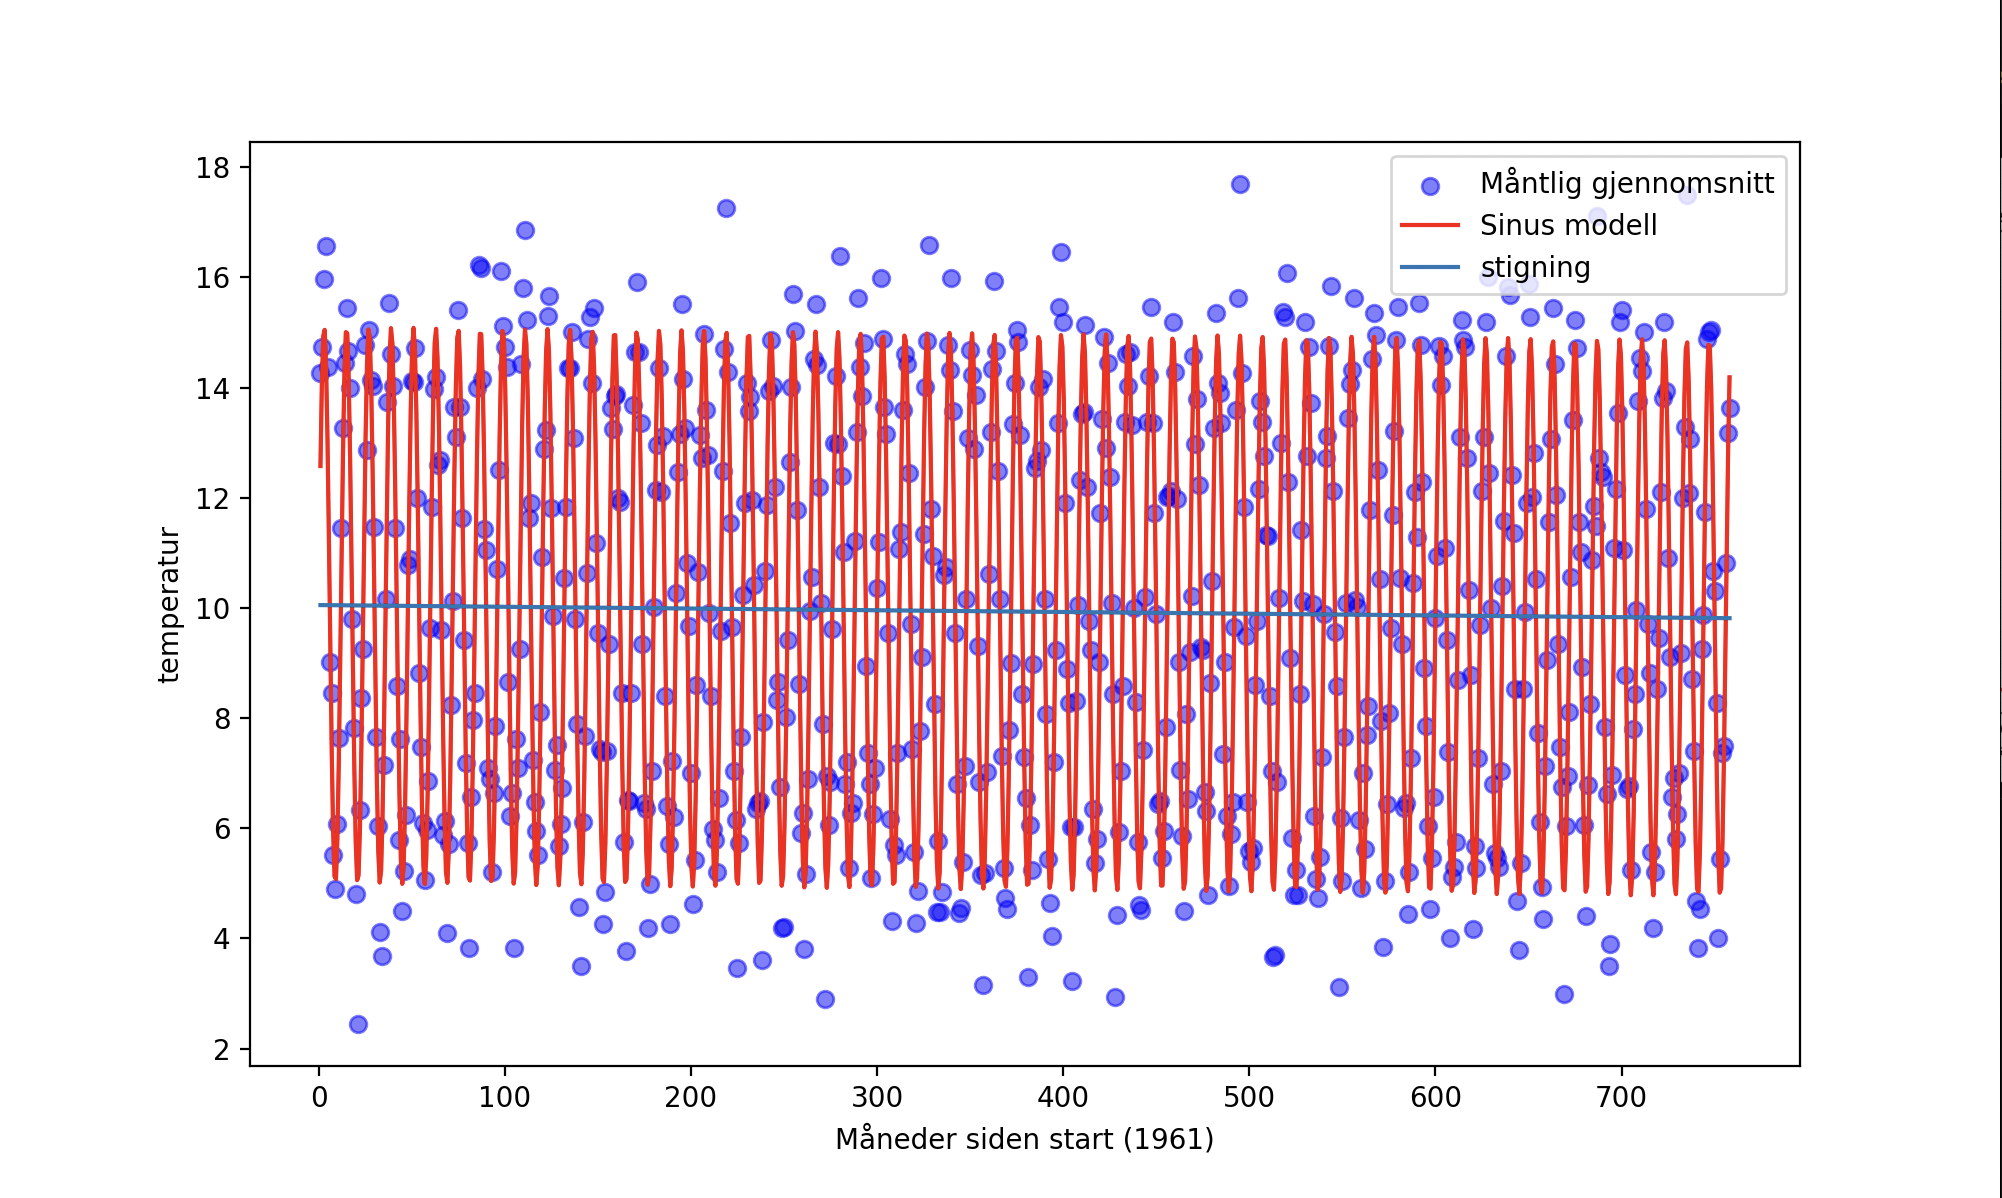 Måntlig gjennomsnitt
Sinus modell
stigning
18
16
14
12
10
8
6
4
2
temperatur
0 100 200 300 400 500 600 700
Måneder siden start (1961)